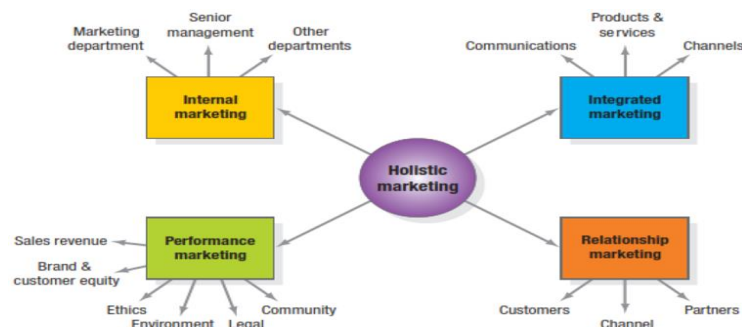 Marketing
department
Senior
management
Other
departments
Products &
services
Communications
Channels
Internal
marketing
Integrated
marketing
Holistic
marketing
Performance
marketing
Relationship
marketing
Sales revenue
Brand &
customer equity
Ethics
Environment
Legal
Community
Customers
Channel
Partners